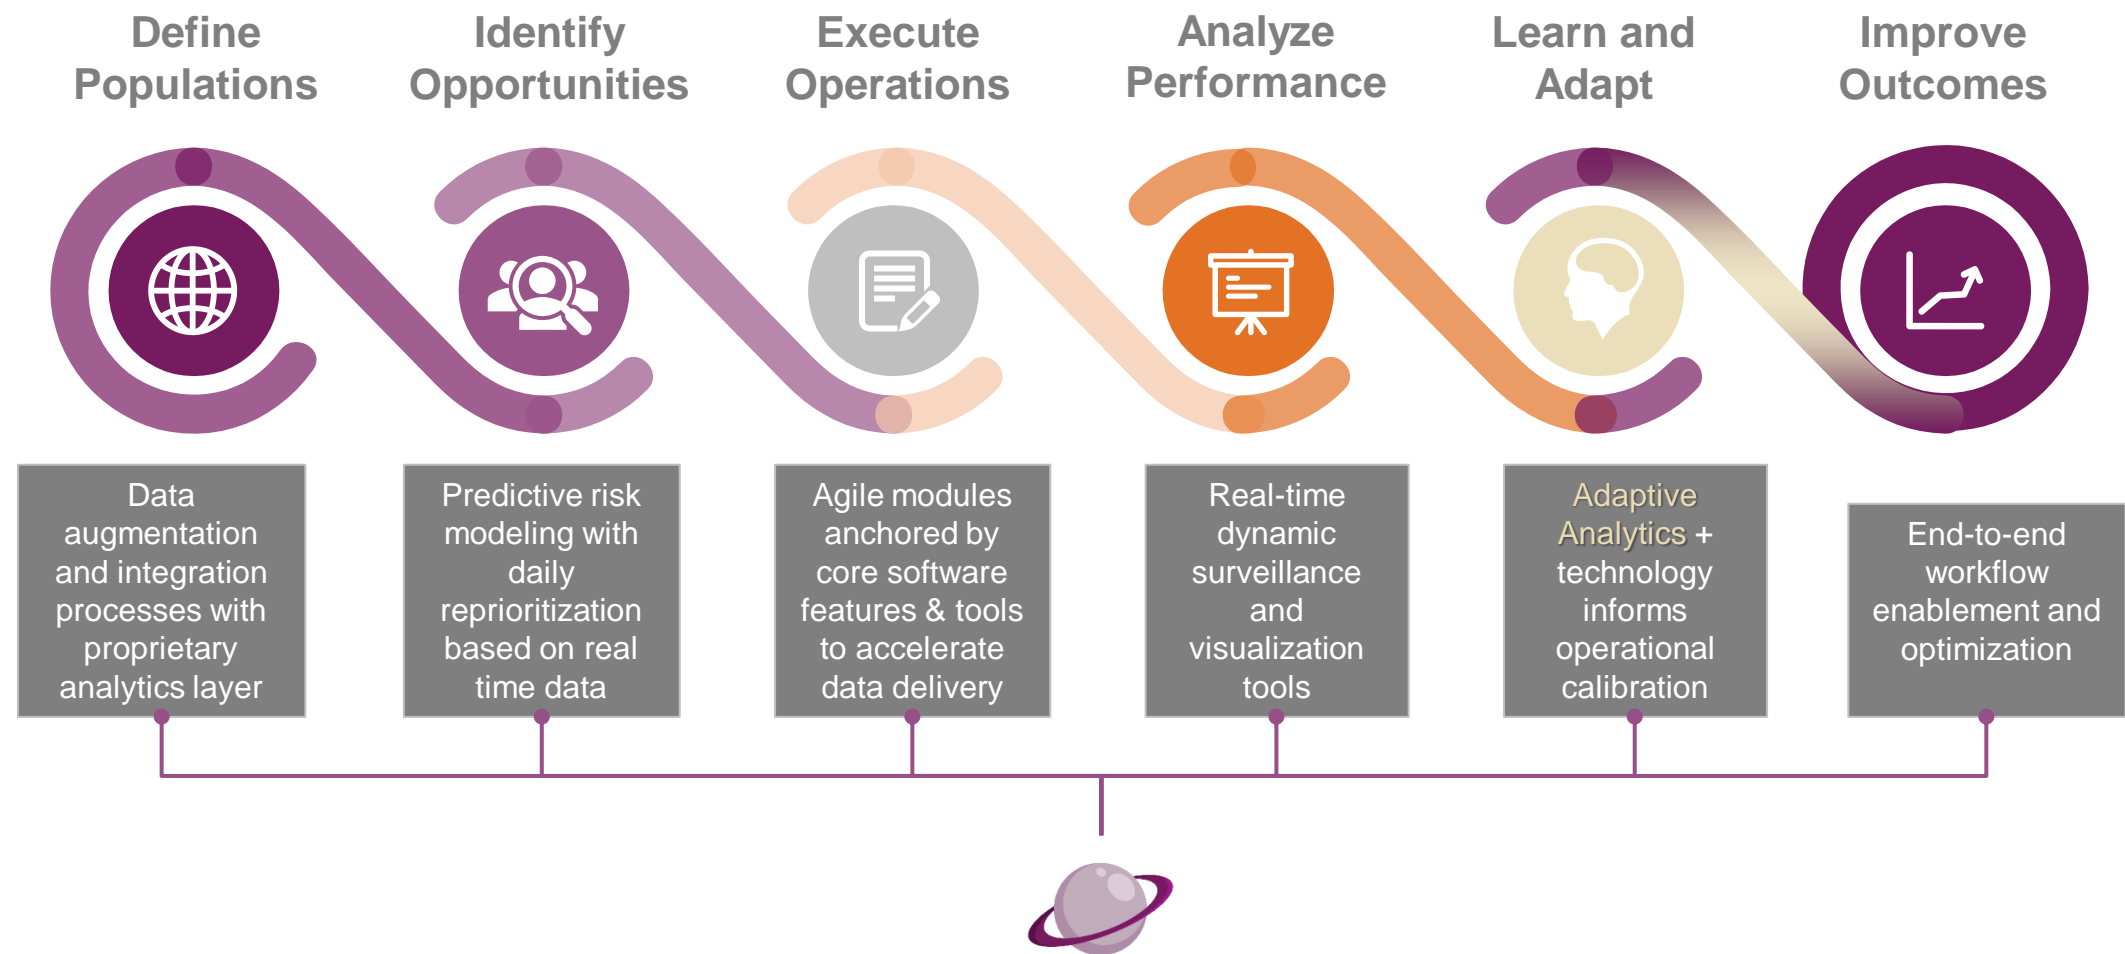 Define
Populations
Identify
Opportunities
Execute
Operations
Analyze
Performance
Learn and
Adapt
Improve
Outcomes
Data
augmentation
and integration
processes with
proprietary
analytics layer
Predictive risk
modeling with
daily
reprioritization
based on real
time data
Agile modules
anchored by
core software
features & tools
to accelerate
data delivery
Real-time
dynamic
surveillance
and
visualization
tools
Adaptive
Analytics +
technology
informs
operational
calibration
End-to-end
workflow
enablement and
optimization